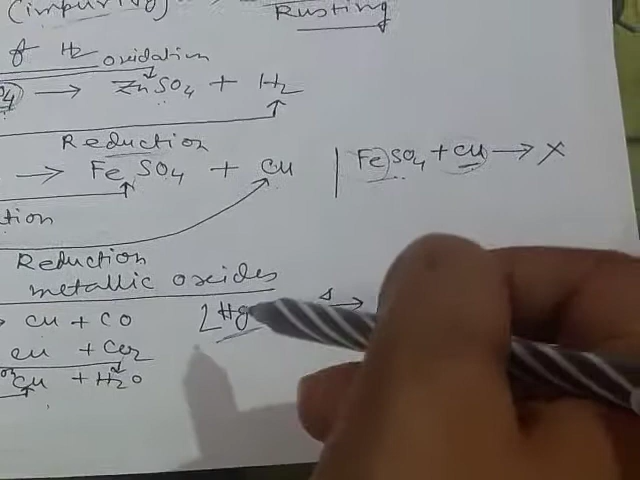 (impurity)
Rusting
of H2 oxidation
→ ZnSO4 + H2
Reduction
→ FeSO4 + Cu | FeSO4 + Cu → X
Reduction
metallic oxides
Cu + CO 2Hg Δ →
Cu + CO2
Cu + H2O